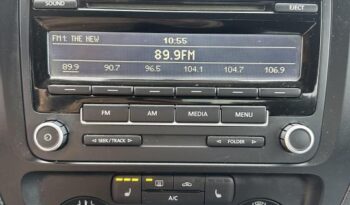 SOUND
EJECT
FM1: THE NEW 10:55
89.9FM
89.9 90.7 96.5 104.1 104.7 106.9
FM AM MEDIA MENU
SEEK / TRACK FOLDER
A/C